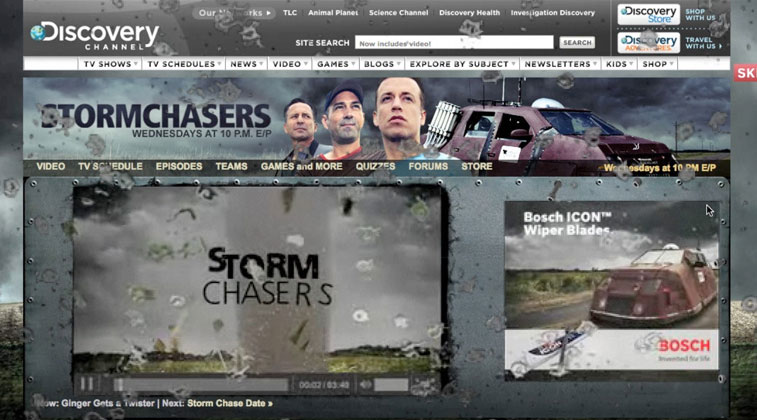 Our Networks ▸ TLC Animal Planet Science Channel Discovery Health Investigation Discovery
Discovery
CHANNEL
Discovery
Store
SHOP
WITH US
SITE SEARCH Now includes video! SEARCH
Discovery
ADVENTURES
TRAVEL
WITH US
TV SHOWS TV SCHEDULES NEWS VIDEO GAMES BLOGS EXPLORE BY SUBJECT NEWSLETTERS KIDS SHOP
SK
STORMCHASERS
WEDNESDAYS AT 10 P.M. E/P
VIDEO TV SCHEDULE EPISODES TEAMS GAMES and MORE QUIZZES FORUMS STORE Wednesdays at 10 PM E/P
STORM
CHASERS
Bosch ICON™
Wiper Blades
BOSCH
Invented for life
00:02 / 03:40
Now: Ginger Gets a Twister | Next: Storm Chase Date »